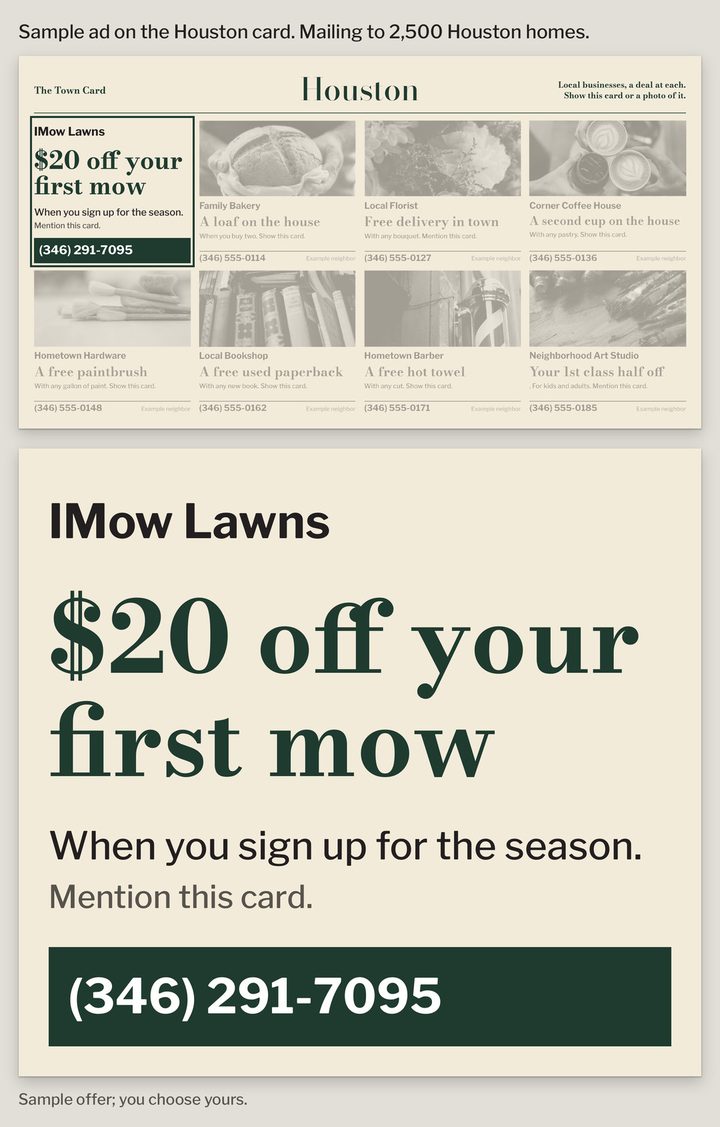 Sample ad on the Houston card. Mailing to 2,500 Houston homes.
The Town Card
Houston
Local businesses, a deal at each.
Show this card or a photo of it.
IMow Lawns
$20 off your
first mow
When you sign up for the season.
Mention this card.
(346) 291-7095
Family Bakery
A loaf on the house
When you buy two. Show this card.
(346) 555-0114
Example neighbor
Local Florist
Free delivery in town
With any bouquet. Mention this card.
(346) 555-0127
Example neighbor
Corner Coffee House
A second cup on the house
With any pastry. Show this card.
(346) 555-0136
Example neighbor
Hometown Hardware
A free paintbrush
With any gallon of paint. Show this card.
(346) 555-0148
Example neighbor
Local Bookshop
A free used paperback
With any new book. Show this card.
(346) 555-0162
Example neighbor
Hometown Barber
A free hot towel
With any cut. Show this card.
(346) 555-0171
Example neighbor
Neighborhood Art Studio
Your 1st class half off
For kids and adults. Mention this card.
(346) 555-0185
Example neighbor
IMow Lawns
$20 off your
first mow
When you sign up for the season.
Mention this card.
(346) 291-7095
Sample offer; you choose yours.